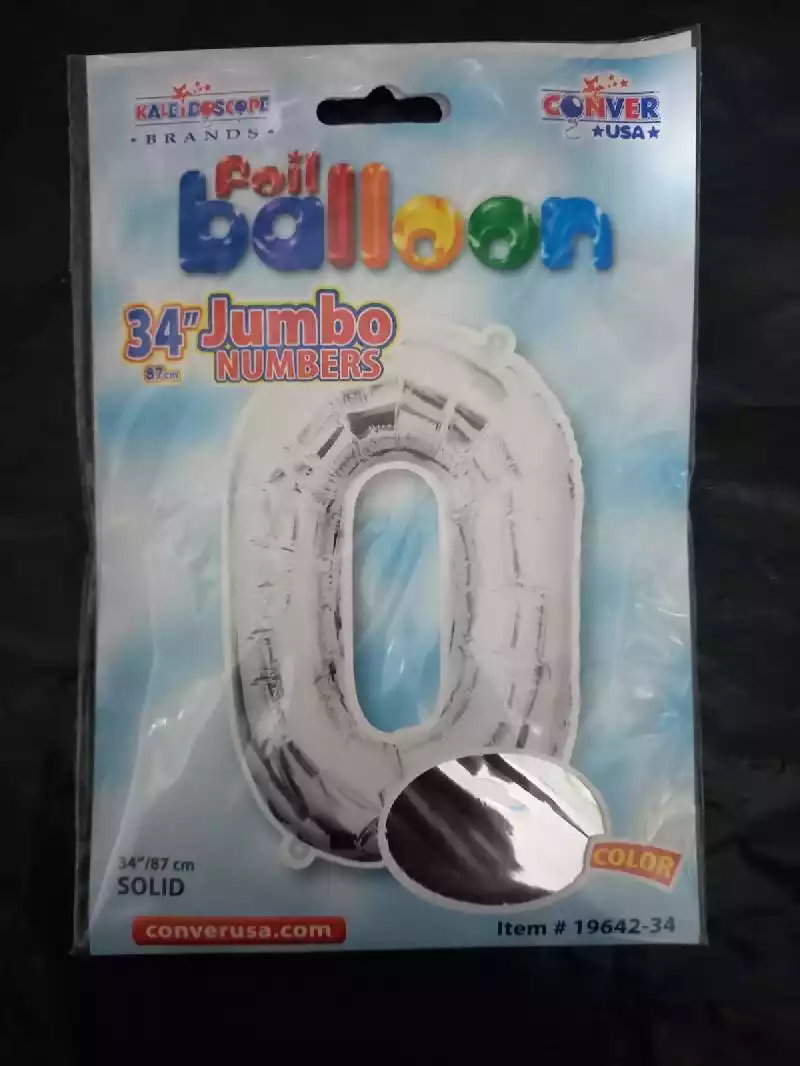 KALEIDOSCOPE
BRANDS
CONVER
USA
foil
balloon
34" Jumbo
87cm NUMBERS
0
COLOR
34"/87 cm
SOLID
converusa.com
Item # 19642-34